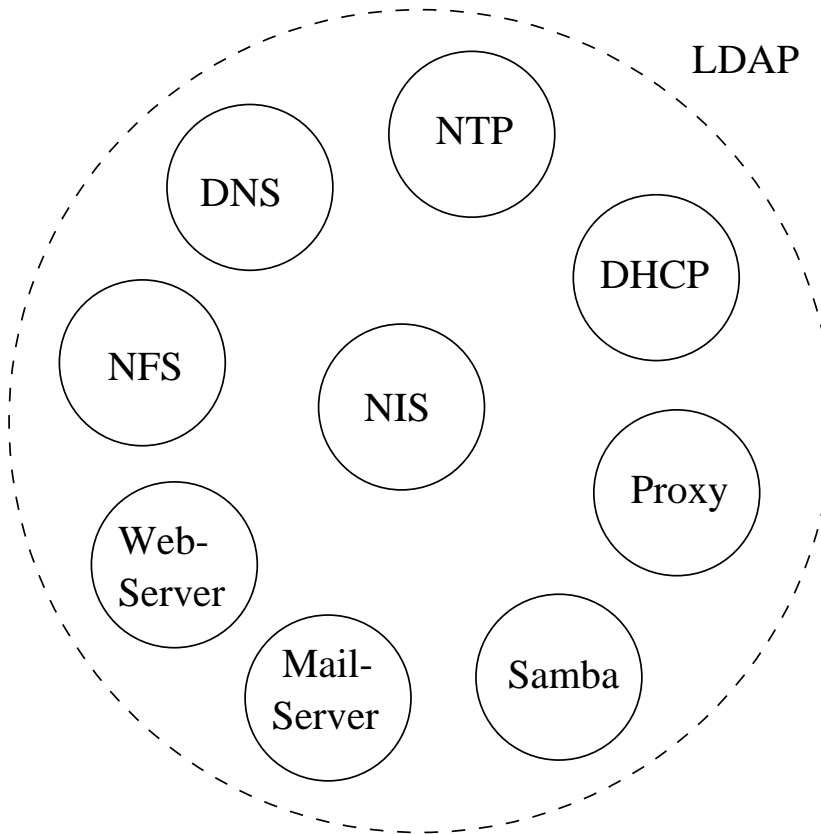 LDAP
NTP
DNS
DHCP
NFS
NIS
Proxy
Web-
Server
Mail-
Server
Samba